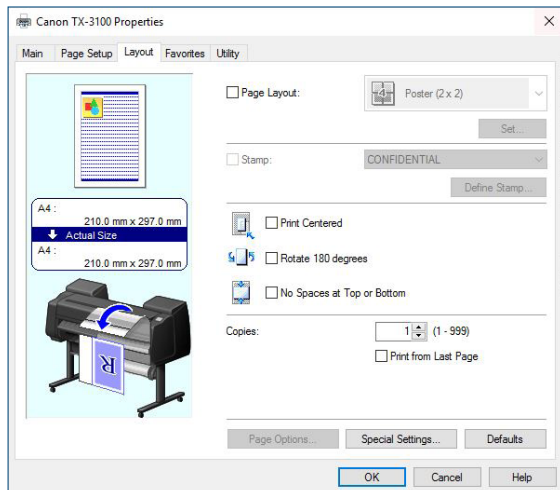 Canon TX-3100 Properties
Main Page Setup Layout Favorites Utility
Page Layout: 4 Poster (2 x 2)
Set...
Stamp: CONFIDENTIAL
Define Stamp...
A4 :
210.0 mm x 297.0 mm
Actual Size
A4 :
210.0 mm x 297.0 mm
Print Centered
Rotate 180 degrees
No Spaces at Top or Bottom
Copies: 1 (1 - 999)
Print from Last Page
R
Page Options... Special Settings... Defaults
OK Cancel Help